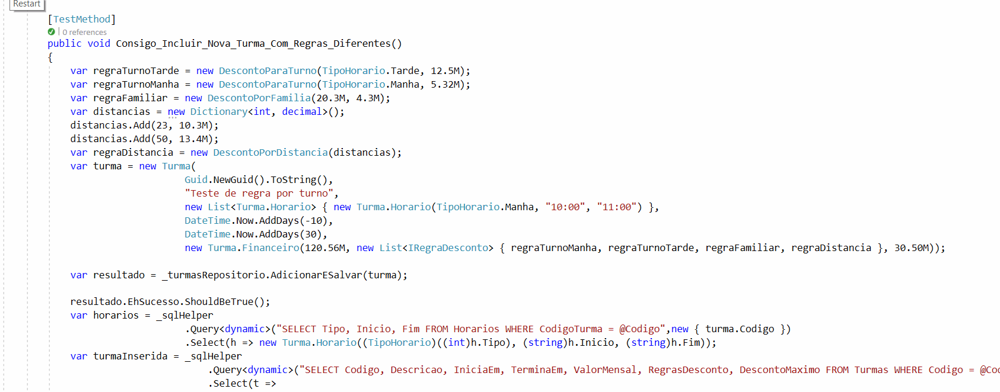 Restart
[TestMethod]
0 references
public void Consigo_Incluir_Nova_Turma_Com_Regras_Diferentes()
{
var regraTurnoTarde = new DescontoParaTurno(TipoHorario.Tarde, 12.5M);
var regraTurnoManha = new DescontoParaTurno(TipoHorario.Manha, 5.32M);
var regraFamiliar = new DescontoPorFamilia(20.3M, 4.3M);
var distancias = new Dictionary<int, decimal>();
distancias.Add(23, 10.3M);
distancias.Add(50, 13.4M);
var regraDistancia = new DescontoPorDistancia(distancias);
var turma = new Turma(
Guid.NewGuid().ToString(),
"Teste de regra por turno",
new List<Turma.Horario> { new Turma.Horario(TipoHorario.Manha, "10:00", "11:00") },
DateTime.Now.AddDays(-10),
DateTime.Now.AddDays(30),
new Turma.Financeiro(120.56M, new List<IRegraDesconto> { regraTurnoManha, regraTurnoTarde, regraFamiliar, regraDistancia }, 30.50M));
var resultado = _turmasRepositorio.AdicionarESalvar(turma);
resultado.EhSucesso.ShouldBeTrue();
var horarios = _sqlHelper
.Query<dynamic>("SELECT Tipo, Inicio, Fim FROM Horarios WHERE CodigoTurma = @Codigo",new { turma.Codigo })
.Select(h => new Turma.Horario((TipoHorario)((int)h.Tipo), (string)h.Inicio, (string)h.Fim));
var turmaInserida = _sqlHelper
.Query<dynamic>("SELECT Codigo, Descricao, IniciaEm, TerminaEm, ValorMensal, RegrasDesconto, DescontoMaximo FROM Turmas WHERE Codigo = @Cod
.Select(t =>